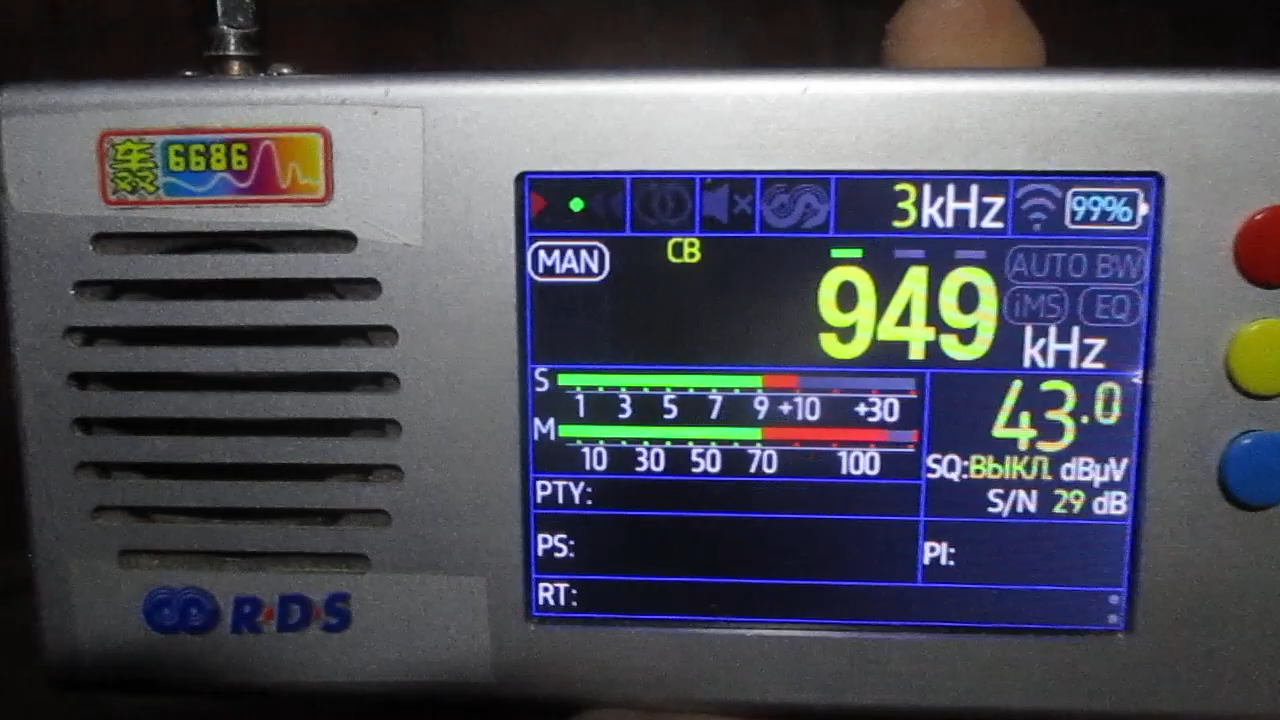 6686
3kHz
99%
MAN
CB
949
kHz
AUTO BW
iMS
EQ
S
1 3 5 7 9 +10 +30
M
10 30 50 70 100
43.0
SQ:ВЫКЛ dBµV
S/N 29 dB
PTY:
PS:
PI:
RT:
R·D·S